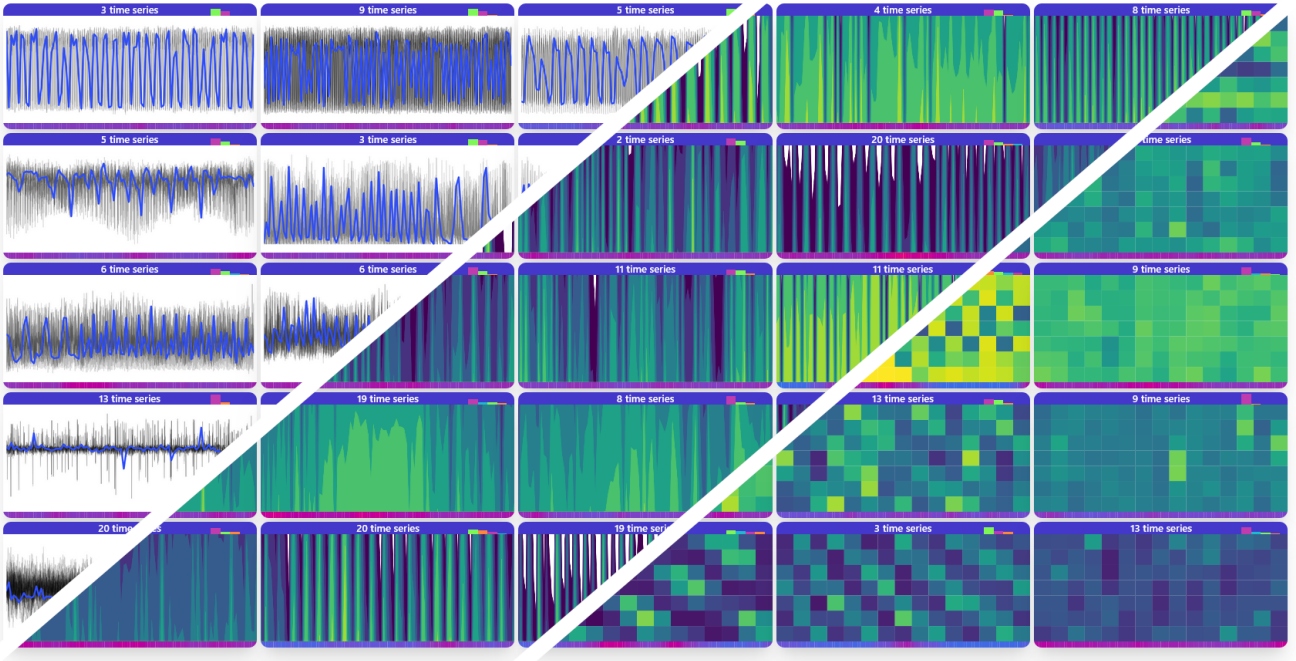 3 time series
9 time series
5 time series
4 time series
8 time series
5 time series
3 time series
2 time series
20 time series
time series
6 time series
6 time series
11 time series
11 time series
9 time series
13 time series
19 time series
8 time series
13 time series
9 time series
20 time series
20 time series
19 time series
3 time series
13 time series